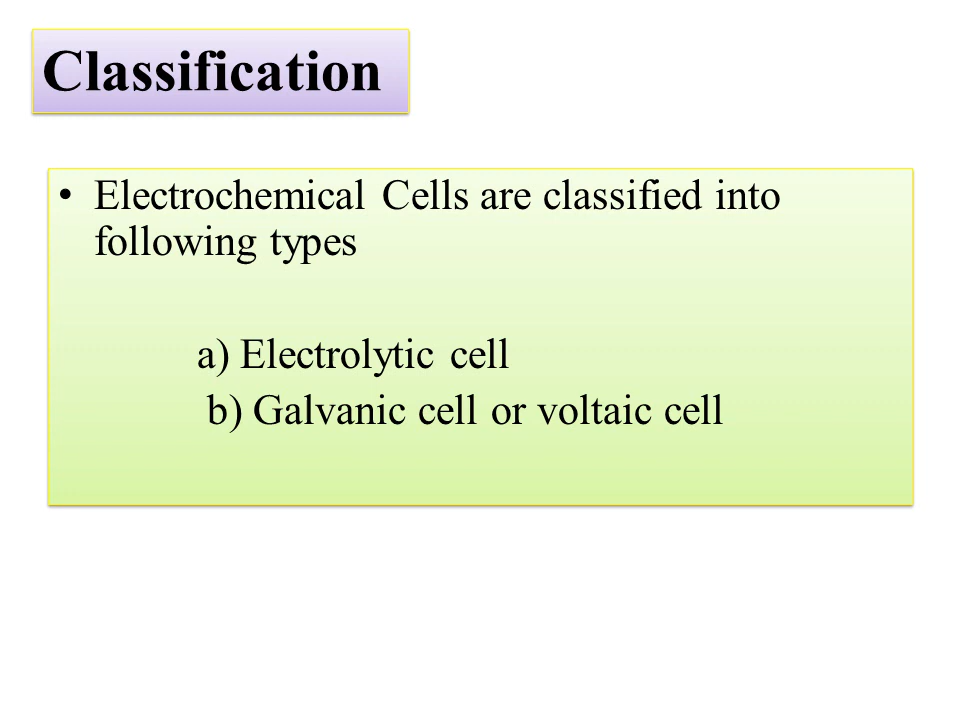 Classification
• Electrochemical Cells are classified into
following types
a) Electrolytic cell
b) Galvanic cell or voltaic cell